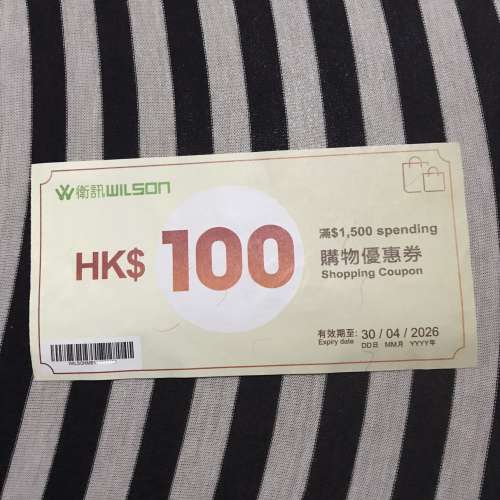 衛訊WILSON
HK$ 100
滿$1,500 spending
購物優惠券
Shopping Coupon
有效期至: 30 / 04 / 2026
Expiry date DD日 MM月 YYYY年